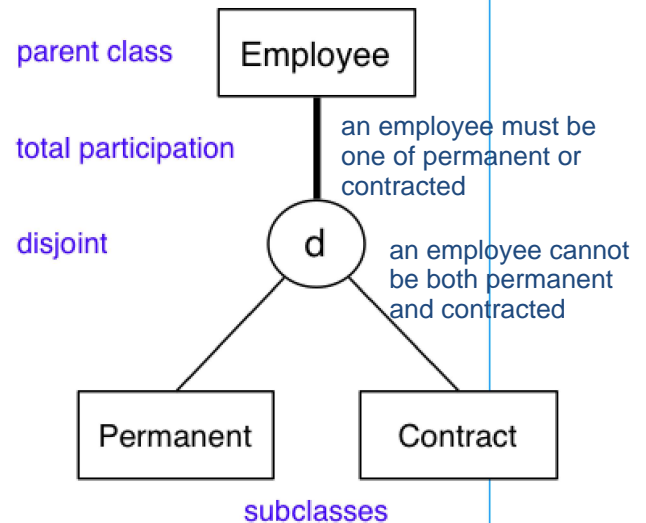 parent class
Employee
total participation
an employee must be
one of permanent or
contracted
disjoint
d
an employee cannot
be both permanent
and contracted
Permanent
Contract
subclasses